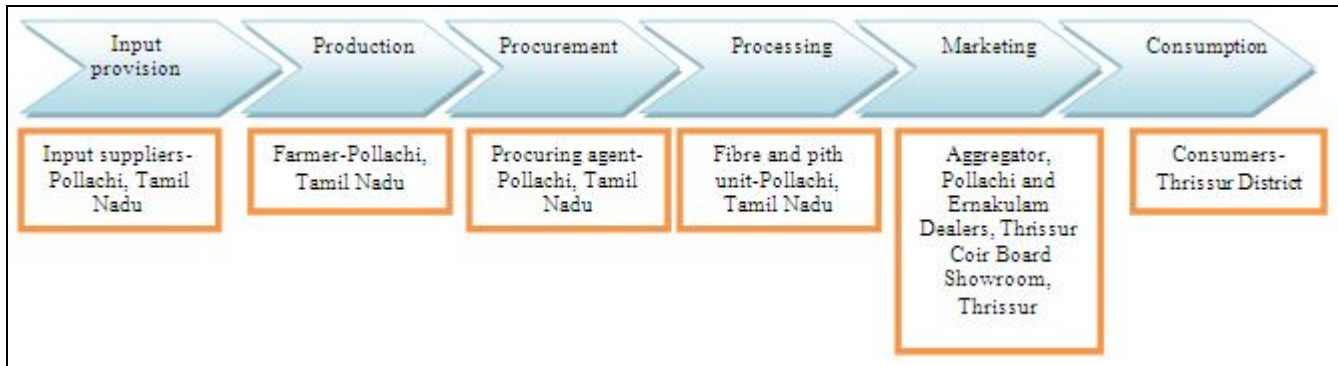 Input
provision
Production
Procurement
Processing
Marketing
Consumption
Input suppliers-
Pollachi, Tamil
Nadu
Farmer-Pollachi,
Tamil Nadu
Procuring agent-
Pollachi, Tamil
Nadu
Fibre and pith
unit-Pollachi,
Tamil Nadu
Aggregator,
Pollachi and
Ernakulam
Dealers, Thrissur
Coir Board
Showroom,
Thrissur
Consumers-
Thrissur District